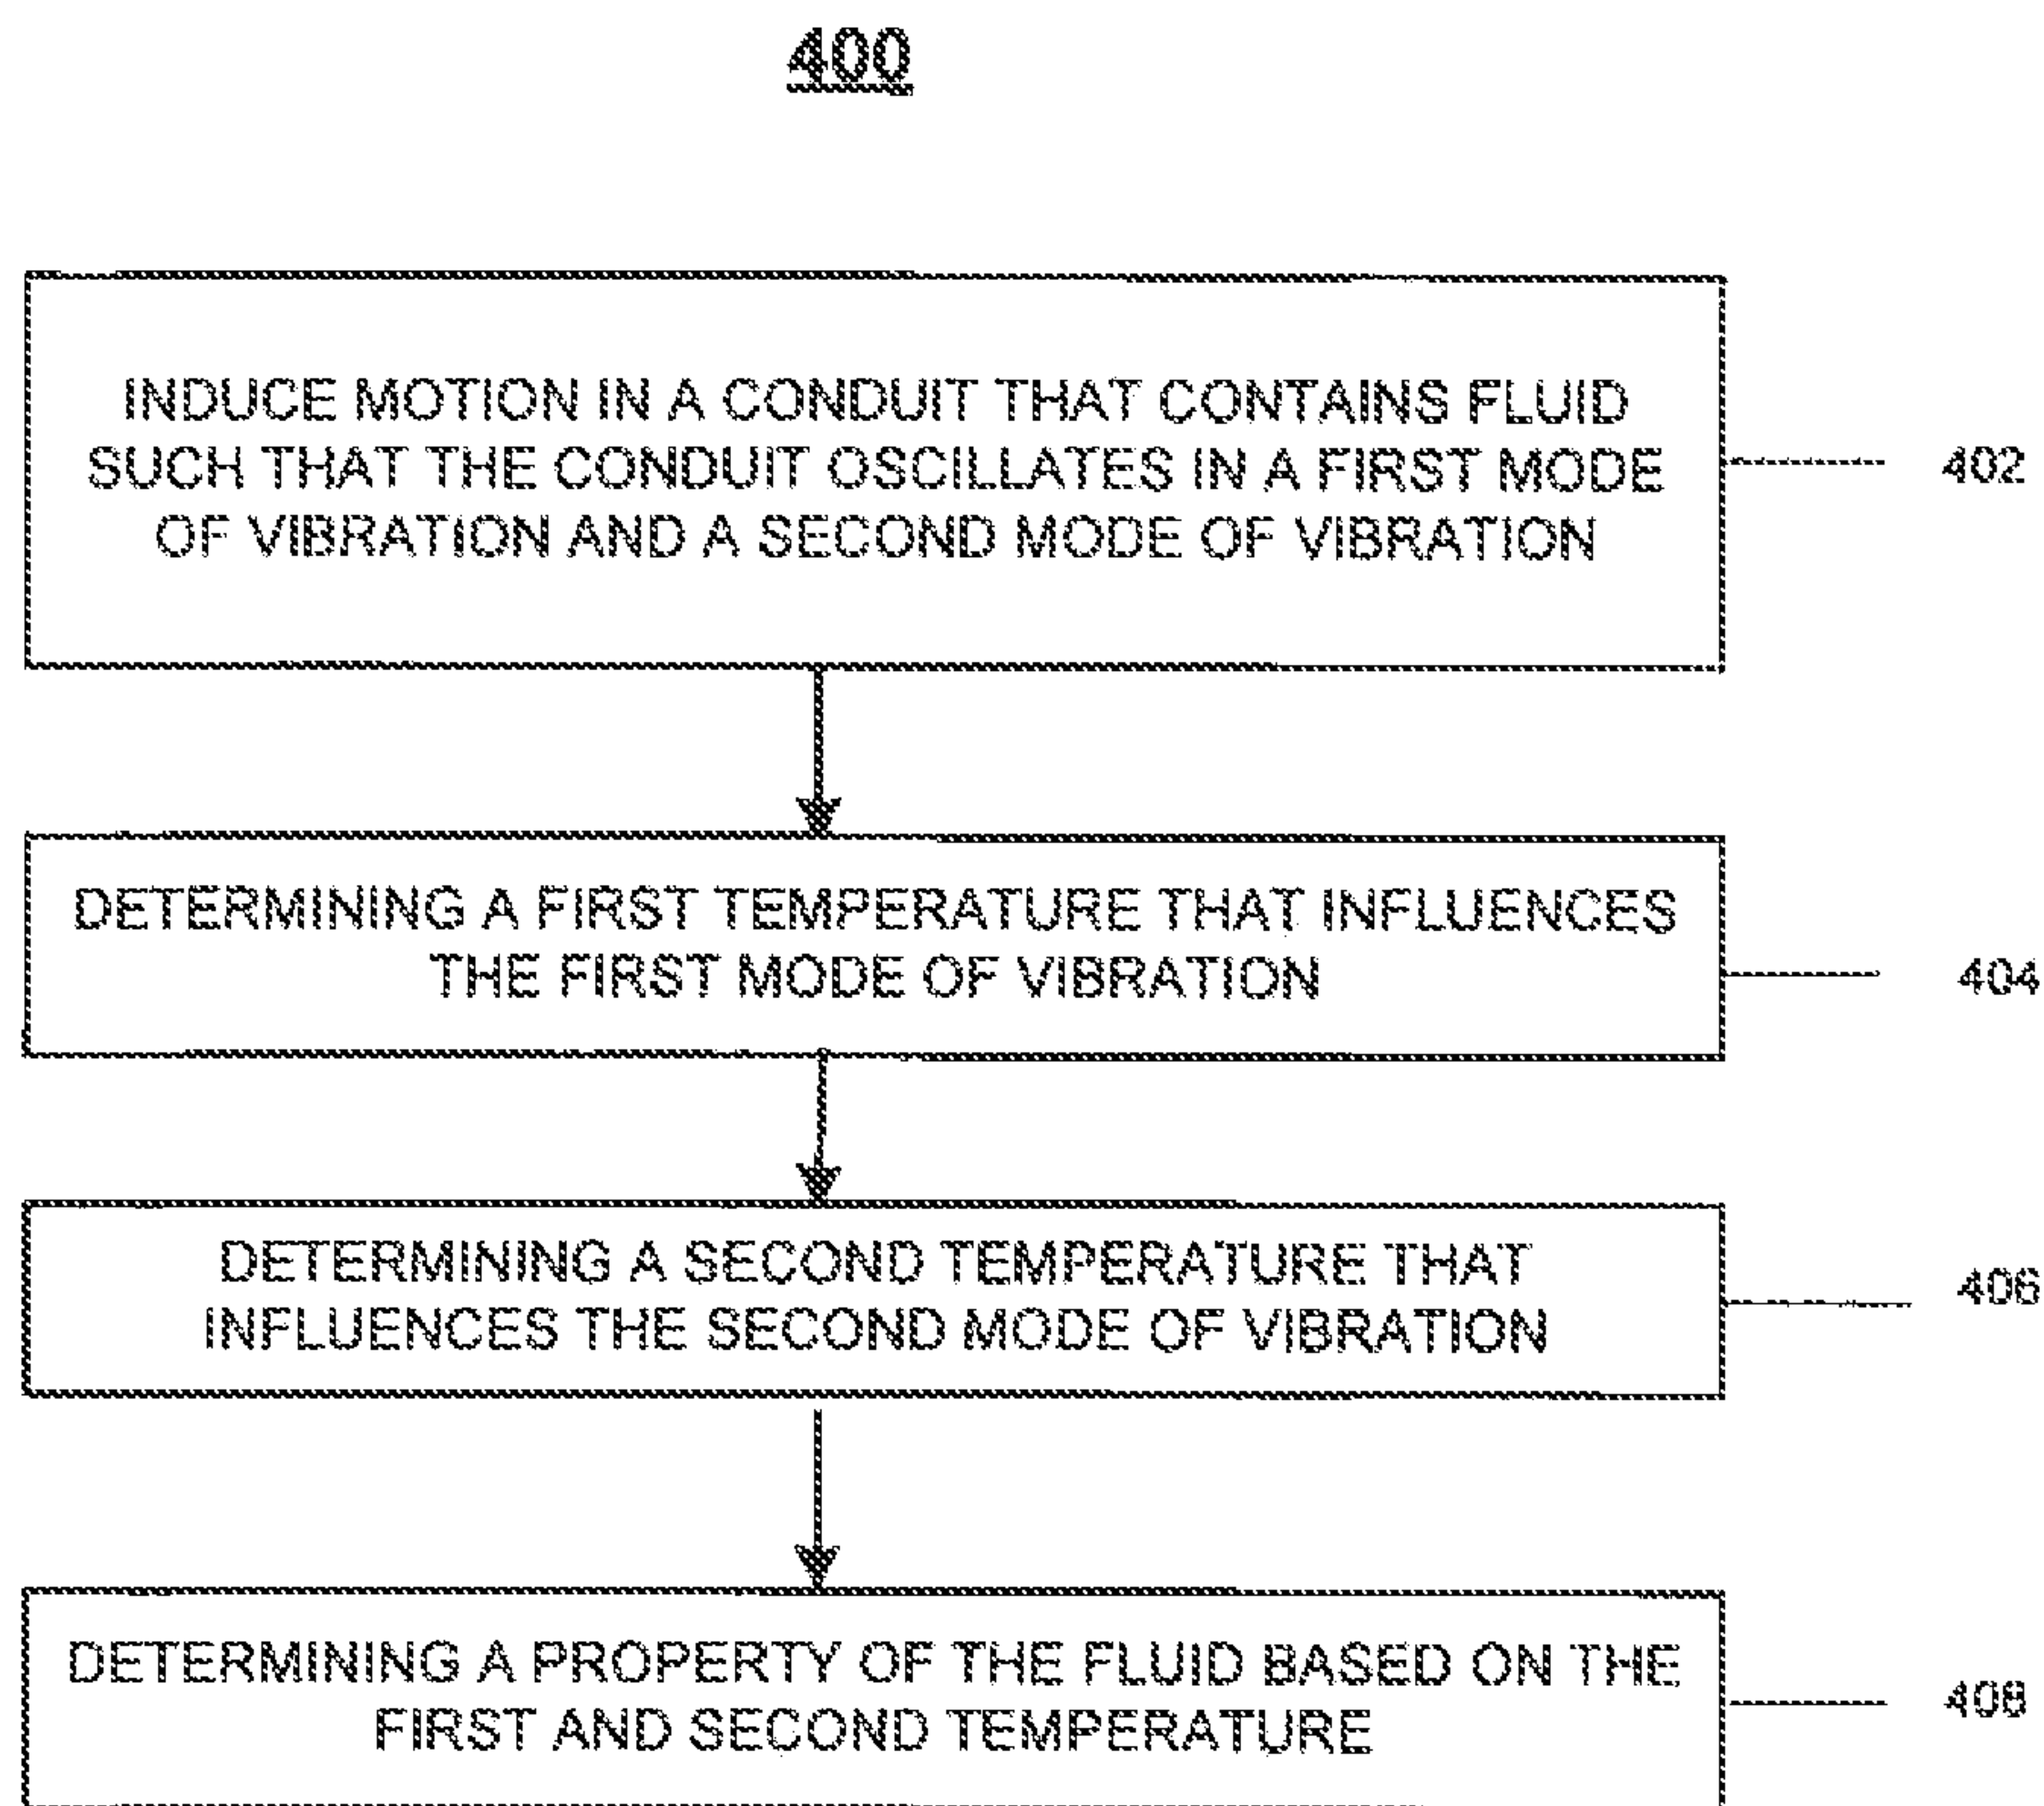 400
INDUCE MOTION IN A CONDUIT THAT CONTAINS FLUID
SUCH THAT THE CONDUIT OSCILLATES IN A FIRST MODE
OF VIBRATION AND A SECOND MODE OF VIBRATION
402
DETERMINING A FIRST TEMPERATURE THAT INFLUENCES
THE FIRST MODE OF VIBRATION
404
DETERMINING A SECOND TEMPERATURE THAT
INFLUENCES THE SECOND MODE OF VIBRATION
406
DETERMINING A PROPERTY OF THE FLUID BASED ON THE
FIRST AND SECOND TEMPERATURE
408